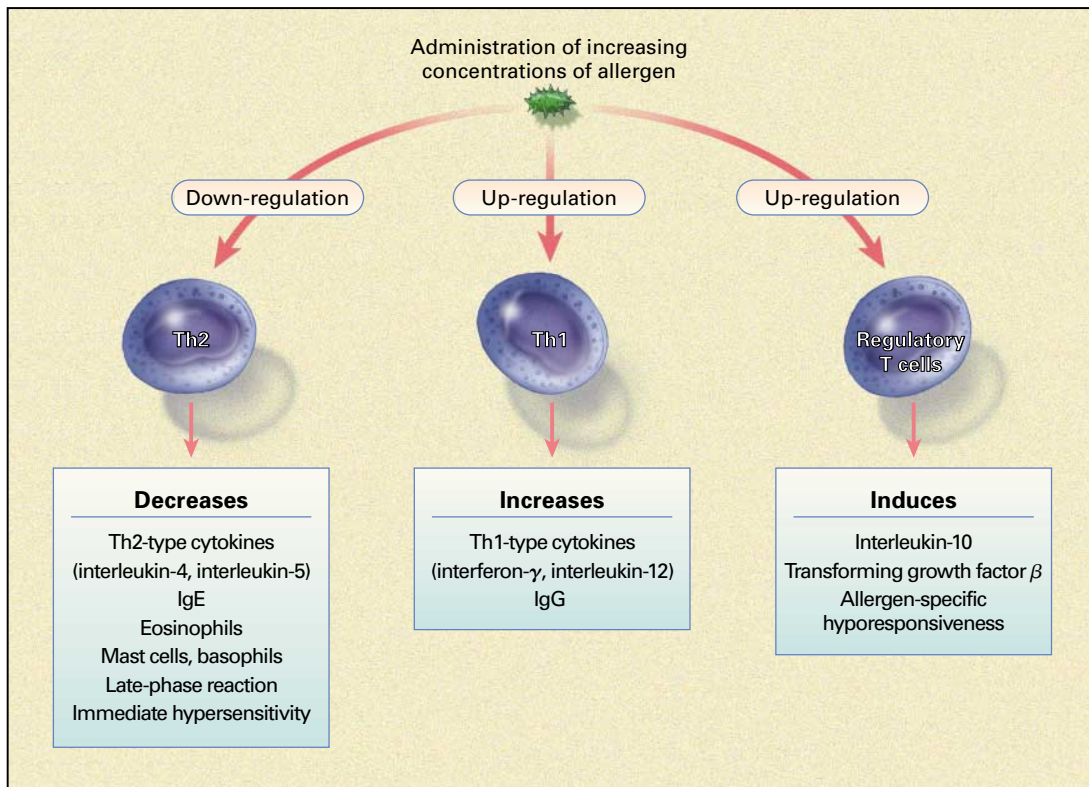 Administration of increasing
concentrations of allergen
Down-regulation
Up-regulation
Up-regulation
Th2
Th1
Regulatory
T cells
Decreases
Th2-type cytokines
(interleukin-4, interleukin-5)
IgE
Eosinophils
Mast cells, basophils
Late-phase reaction
Immediate hypersensitivity
Increases
Th1-type cytokines
(interferon-γ, interleukin-12)
IgG
Induces
Interleukin-10
Transforming growth factor β
Allergen-specific
hyporesponsiveness